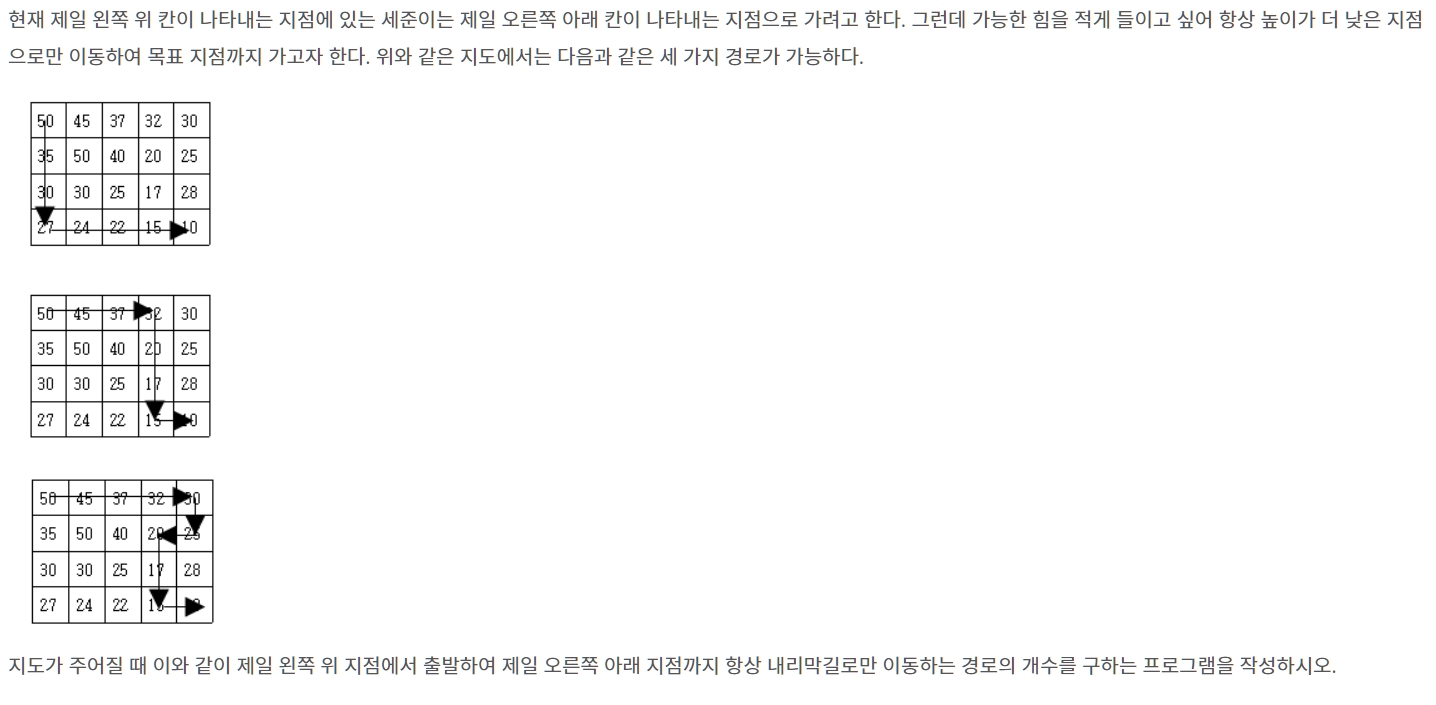 현재 제일 왼쪽 위 칸이 나타내는 지점에 있는 세준이는 제일 오른쪽 아래 칸이 나타내는 지점으로 가려고 한다. 그런데 가능한 힘을 적게 들이고 싶어 항상 높이가 더 낮은 지점
으로만 이동하여 목표 지점까지 가고자 한다. 위와 같은 지도에서는 다음과 같은 세 가지 경로가 가능하다.
50 45 37 32 30
35 50 40 20 25
30 30 25 17 28
27 24 22 15 10
50 45 37 32 30
35 50 40 20 25
30 30 25 17 28
27 24 22 15 10
50 45 37 32 30
35 50 40 20 25
30 30 25 17 28
27 24 22
지도가 주어질 때 이와 같이 제일 왼쪽 위 지점에서 출발하여 제일 오른쪽 아래 지점까지 항상 내리막길로만 이동하는 경로의 개수를 구하는 프로그램을 작성하시오.